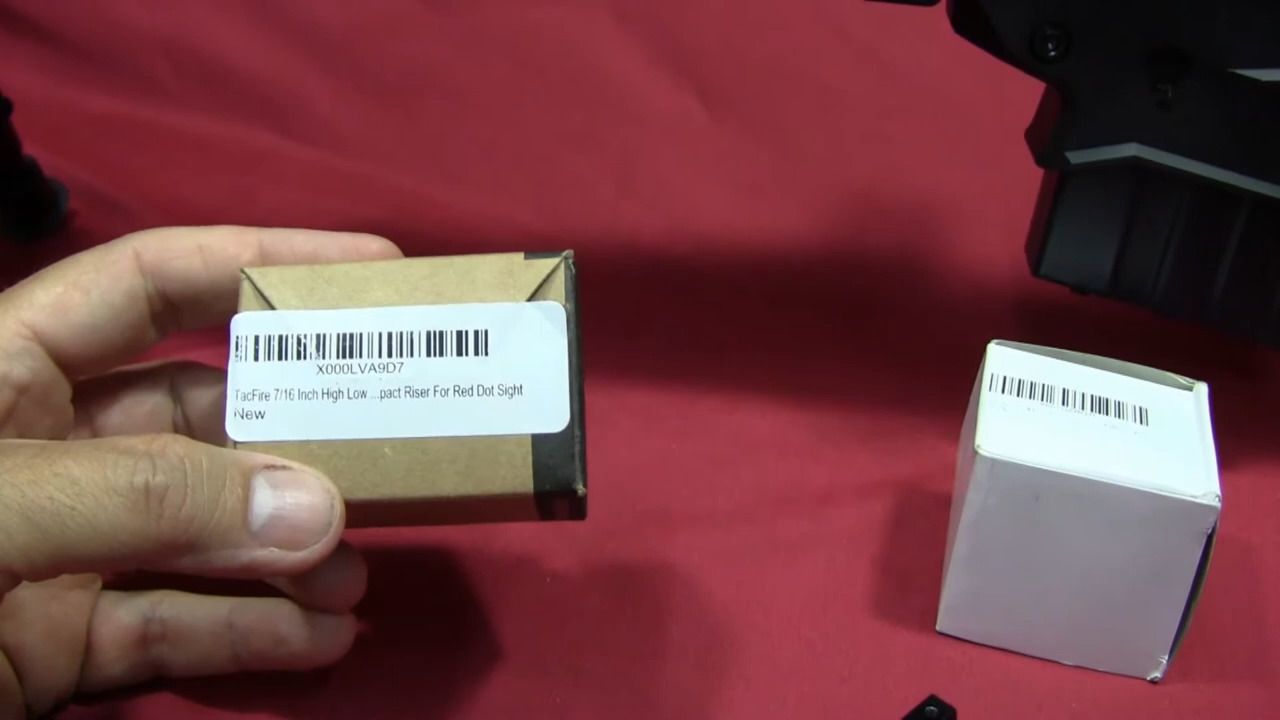 X000LVA9D7
TacFire 7/16 Inch High Low ...pact Riser For Red Dot Sight
New